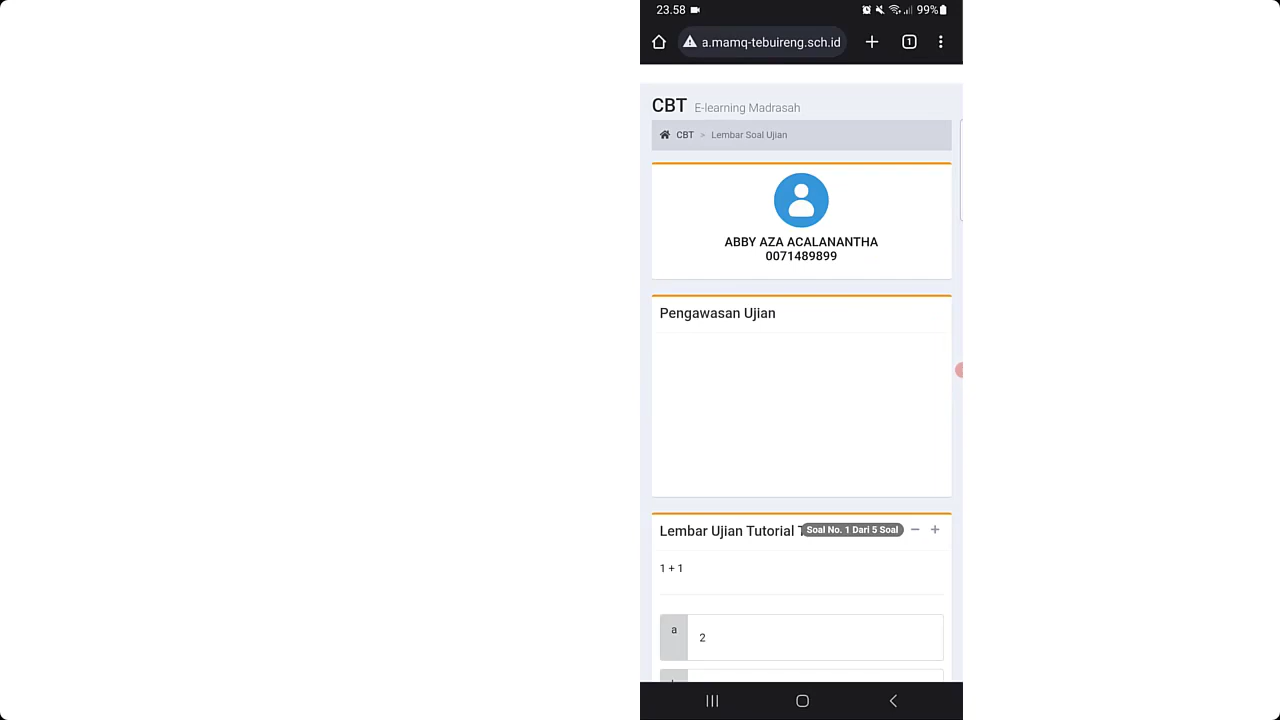 23.58 99%
a.mamq-tebuireng.sch.id 1
CBT E-learning Madrasah
CBT > Lembar Soal Ujian
ABBY AZA ACALANANTHA
0071489899
Pengawasan Ujian
Lembar Ujian Tutorial Soal No. 1 Dari 5 Soal
1 + 1
a 2